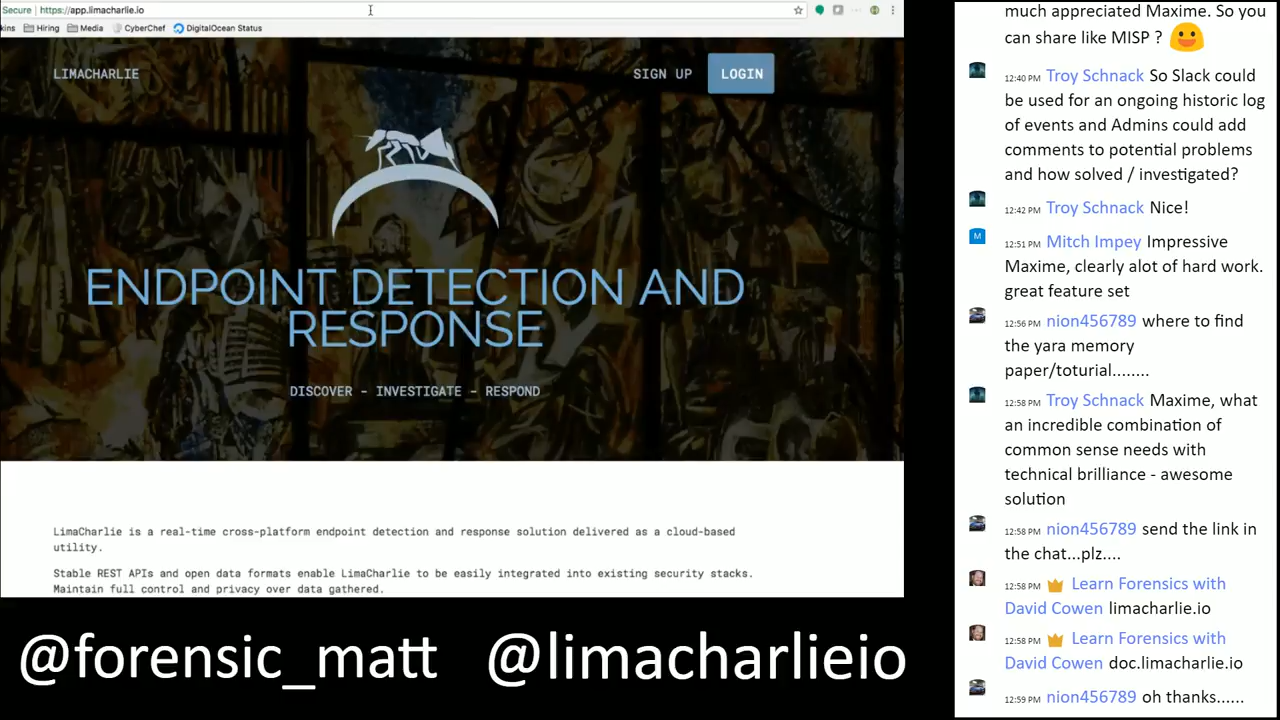 Secure | https://app.limacharlie.io
kins Hiring Media CyberChef DigitalOcean Status
LIMACHARLIE SIGN UP LOGIN
ENDPOINT DETECTION AND
RESPONSE
DISCOVER - INVESTIGATE - RESPOND
LimaCharlie is a real-time cross-platform endpoint detection and response solution delivered as a cloud-based
utility.
Stable REST APIs and open data formats enable LimaCharlie to be easily integrated into existing security stacks.
Maintain full control and privacy over data gathered.
@forensic_matt @limacharlieio
much appreciated Maxime. So you
can share like MISP ?
12:40 PM Troy Schnack So Slack could
be used for an ongoing historic log
of events and Admins could add
comments to potential problems
and how solved / investigated?
12:42 PM Troy Schnack Nice!
M
12:51 PM Mitch Impey Impressive
Maxime, clearly alot of hard work.
great feature set
12:56 PM nion456789 where to find
the yara memory
paper/toturial........
12:58 PM Troy Schnack Maxime, what
an incredible combination of
common sense needs with
technical brilliance - awesome
solution
12:58 PM nion456789 send the link in
the chat...plz....
12:58 PM Learn Forensics with
David Cowen limacharlie.io
12:58 PM Learn Forensics with
David Cowen doc.limacharlie.io
12:59 PM nion456789 oh thanks......